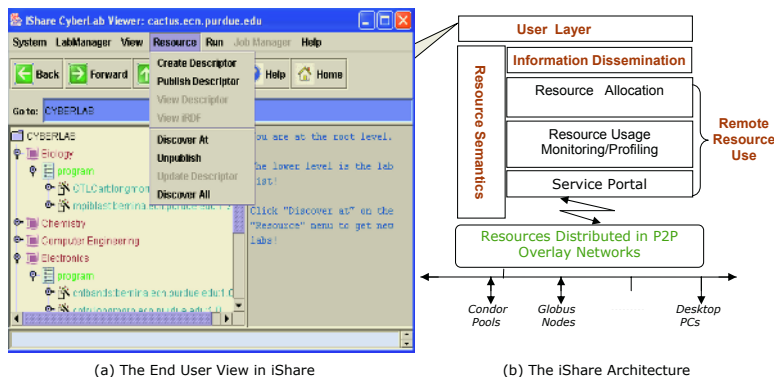 IShare CyberLab Viewer: cactus.ecn.purdue.edu
System LabManager View Resource Run Job Manager Help
Back Forward Help Home
Create Descriptor
Publish Descriptor
View Descriptor
View iRDF
Discover At
Unpublish
Update Descriptor
Discover All
Go to: CYBERLAB
CYBERLAB
Biology
program
Chemistry
Computer Engineering
Electronics
program
You are at the root level.
The lower level is the lab
list!
Click "Discover at" on the
"Resource" menu to get new
labs!
(a) The End User View in iShare
User Layer
Resource Semantics
Information Dissemination
Resource Allocation
Resource Usage
Monitoring/Profiling
Service Portal
Remote
Resource
Use
Resources Distributed in P2P
Overlay Networks
Condor
Pools
Globus
Nodes
Desktop
PCs
(b) The iShare Architecture